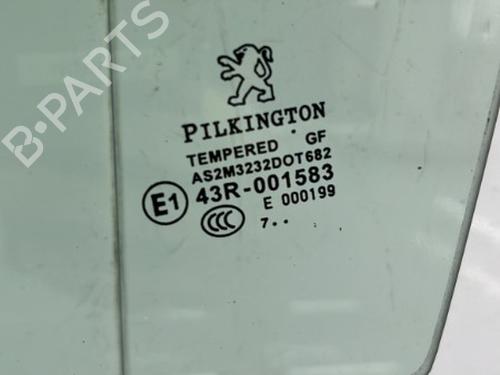 B-PARTS
PILKINGTON
TEMPERED GF
AS2M3232DOT682
E1 43R-001583
CCC E 000199
7..